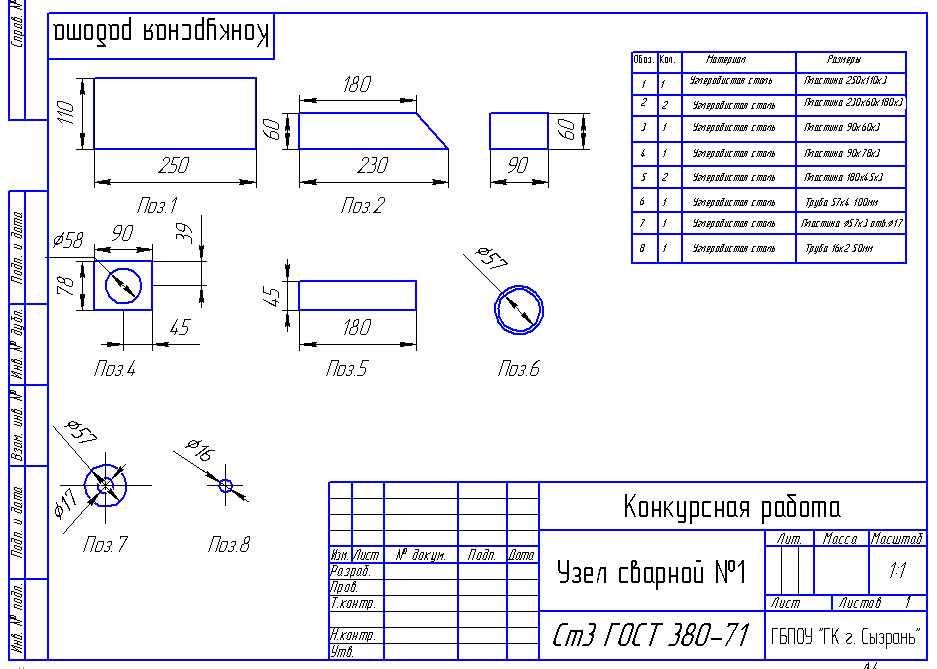 Справ. №
Конкурсная работа
110
250
Поз.1
180
60
230
Поз.2
60
90
Обоз. Кол. Материал Размеры
1 1 Углеродистая сталь Пластина 250х110х3
2 2 Углеродистая сталь Пластина 230х60х180х3
3 1 Углеродистая сталь Пластина 90х60х3
4 1 Углеродистая сталь Пластина 90х78х3
5 2 Углеродистая сталь Пластина 180х45х3
6 1 Углеродистая сталь Труба 57х4 100мм
7 1 Углеродистая сталь Пластина ⌀57х3 отв.⌀17
8 1 Углеродистая сталь Труба 16х2 50мм
⌀58
90
39
78
45
Поз.4
45
180
Поз.5
⌀57
Поз.6
⌀57
⌀17
Поз.7
⌀16
Поз.8
Подп. и дата
Инв. № дубл.
Взам. инв. №
Подп. и дата
Инв. № подл.
Конкурсная работа
Изм. Лист № докум. Подп. Дата
Разраб.
Пров.
Т.контр.
Н.контр.
Утв.
Узел сварной №1
Лит. Масса Масштаб
1:1
Лист Листов 1
Ст3 ГОСТ 380-71
ГБПОУ "ГК г. Сызрань"